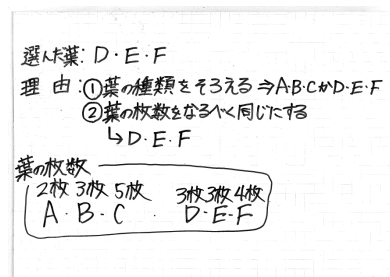 選んだ葉: D・E・F
理由:①葉の種類をそろえる⇒A・B・CかD・E・F
②葉の枚数をなるべく同じにする
↳D・E・F
葉の枚数
2枚 3枚 5枚 3枚 3枚 4枚
A・B・C・D・E・F